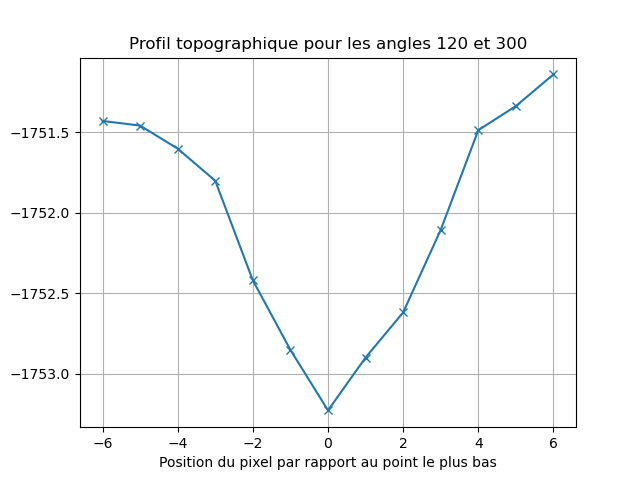 Profil topographique pour les angles 120 et 300
−1751.5
−1752.0
−1752.5
−1753.0
−6 −4 −2 0 2 4 6
Position du pixel par rapport au point le plus bas